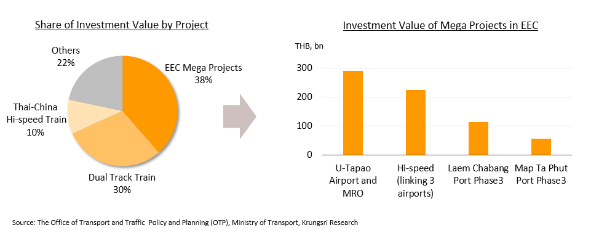 Share of Investment Value by Project
Others
22%
EEC Mega Projects
38%
Thai-China
Hi-speed Train
10%
Dual Track Train
30%
Investment Value of Mega Projects in EEC
THB, bn
300
200
100
0
U-Tapao
Airport and
MRO
Hi-speed
(linking 3
airports)
Laem Chabang
Port Phase3
Map Ta Phut
Port Phase3
Source: The Office of Transport and Traffic Policy and Planning (OTP), Ministry of Transport, Krungsri Research